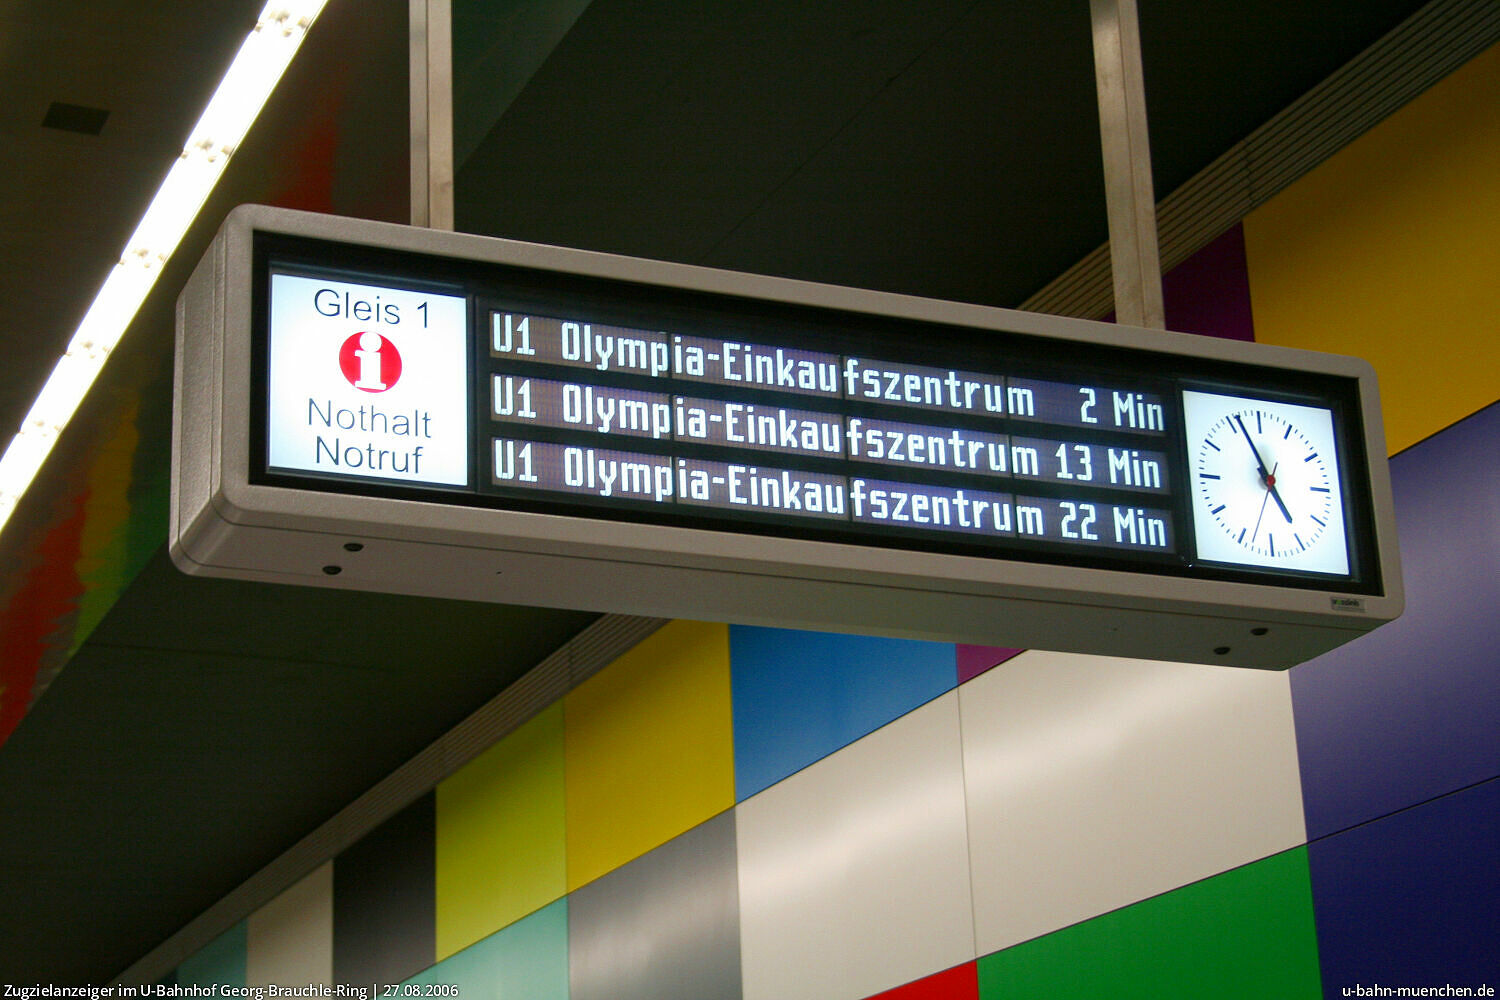 Gleis 1
i
Nothalt
Notruf
U1 Olympia-Einkaufszentrum 2 Min
U1 Olympia-Einkaufszentrum 13 Min
U1 Olympia-Einkaufszentrum 22 Min
Zugzielanzeiger im U-Bahnhof Georg-Brauchle-Ring | 27.08.2006
u-bahn-muenchen.de